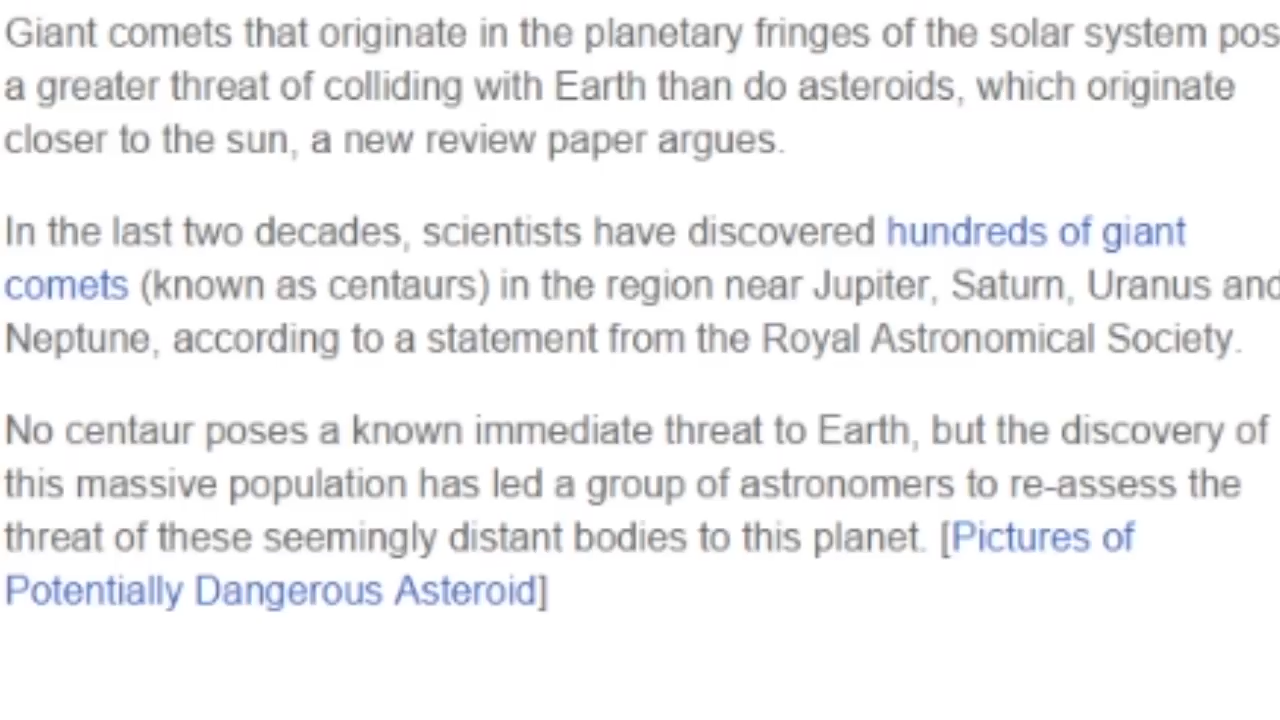 Giant comets that originate in the planetary fringes of the solar system pos
a greater threat of colliding with Earth than do asteroids, which originate
closer to the sun, a new review paper argues.
In the last two decades, scientists have discovered hundreds of giant
comets (known as centaurs) in the region near Jupiter, Saturn, Uranus and
Neptune, according to a statement from the Royal Astronomical Society.
No centaur poses a known immediate threat to Earth, but the discovery of
this massive population has led a group of astronomers to re-assess the
threat of these seemingly distant bodies to this planet. [Pictures of
Potentially Dangerous Asteroid]